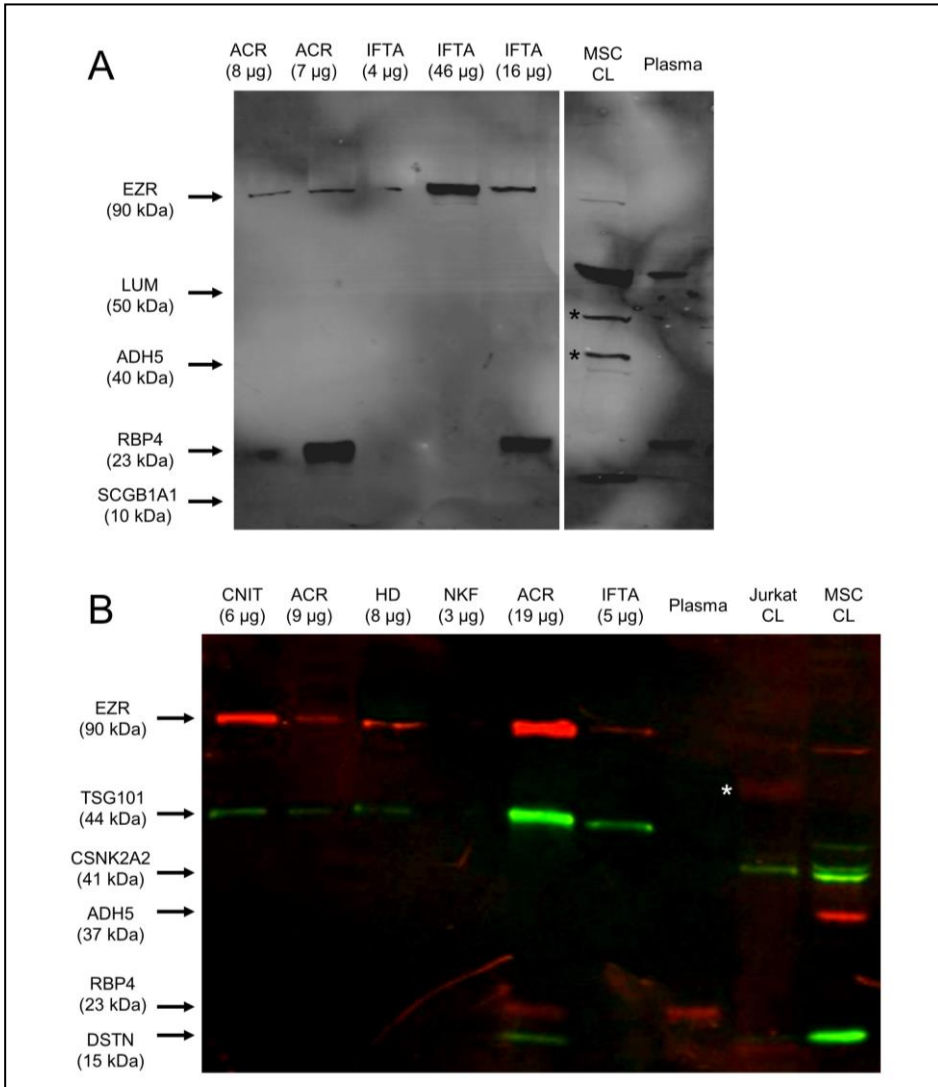 A
ACR ACR IFTA IFTA IFTA MSC Plasma
(8 µg) (7 µg) (4 µg) (46 µg) (16 µg) CL
EZR
(90 kDa)
LUM
(50 kDa)
*
ADH5
(40 kDa)
*
RBP4
(23 kDa)
SCGB1A1
(10 kDa)
B
CNIT ACR HD NKF ACR IFTA Plasma Jurkat MSC
(6 µg) (9 µg) (8 µg) (3 µg) (19 µg) (5 µg) CL CL
EZR
(90 kDa)
*
TSG101
(44 kDa)
CSNK2A2
(41 kDa)
ADH5
(37 kDa)
RBP4
(23 kDa)
DSTN
(15 kDa)